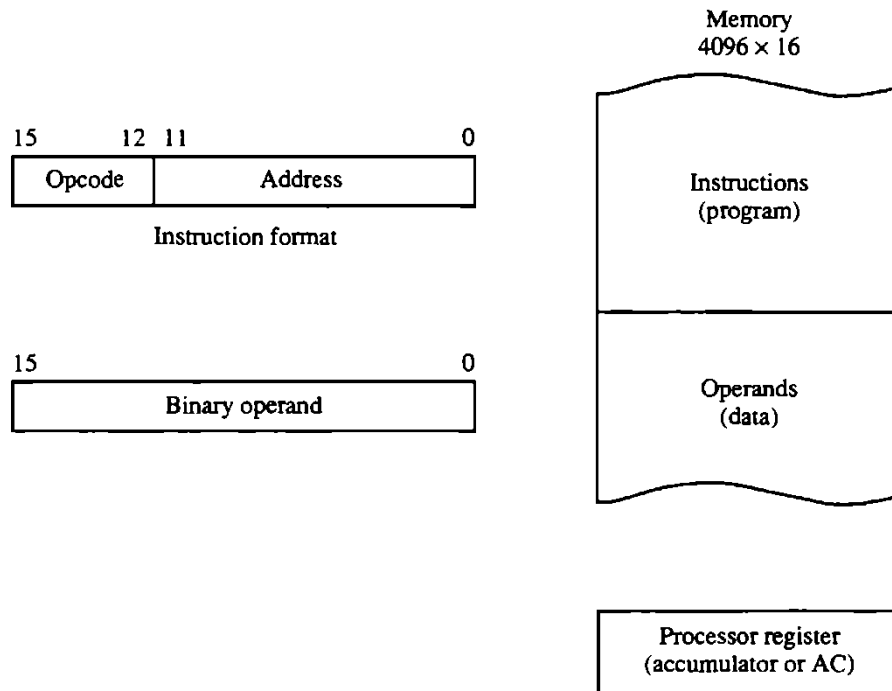 Memory
4096 × 16
15 12 11 0
Opcode Address
Instruction format
Instructions
(program)
15 0
Binary operand
Operands
(data)
Processor register
(accumulator or AC)